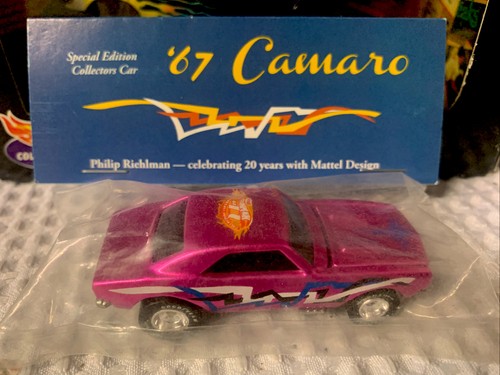 Special Edition
Collectors Car
'67 Camaro
Philip Riehlman — celebrating 20 years with Mattel Design